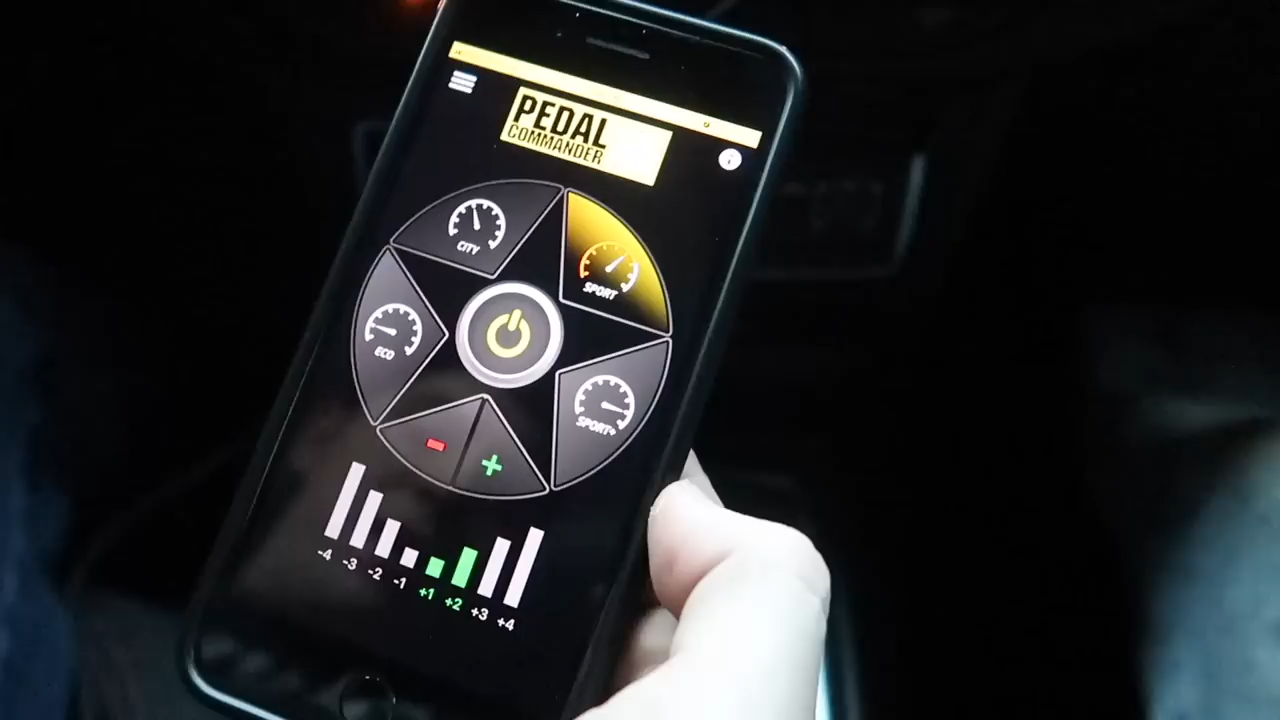 PEDAL
COMMANDER
CITY
SPORT
ECO
SPORT+
-4 -3 -2 -1 +1 +2 +3 +4